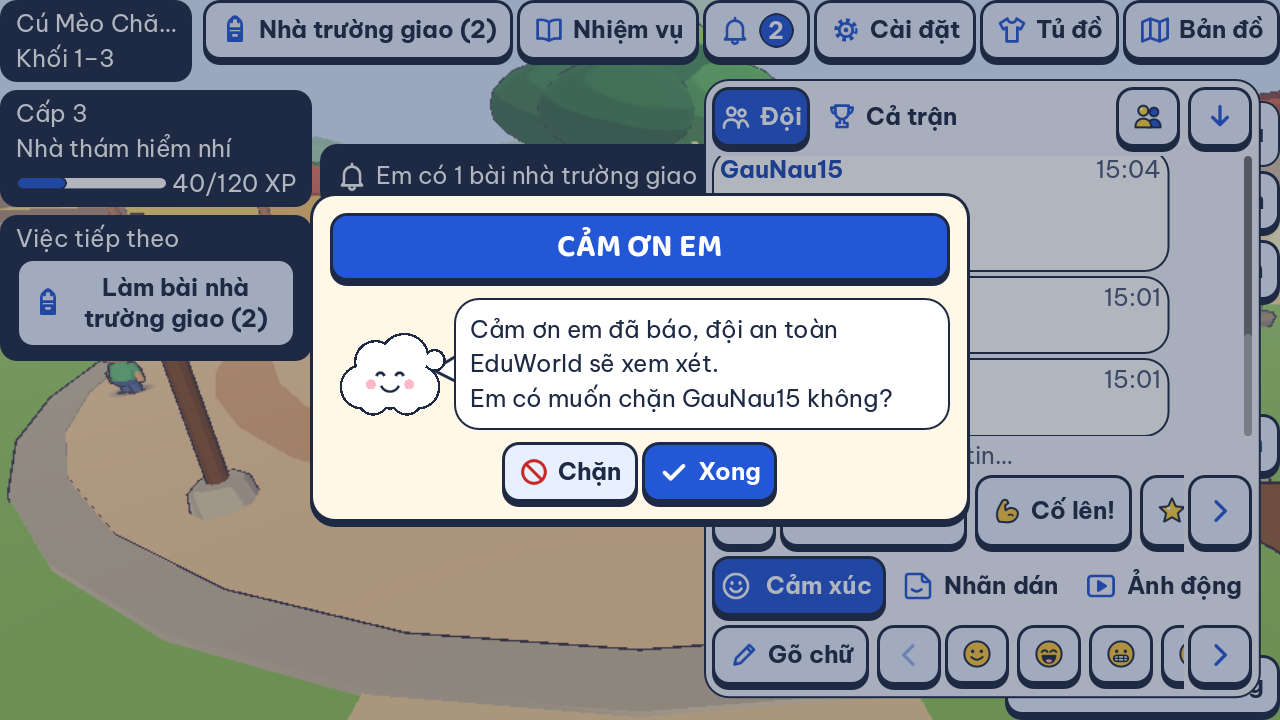 Cú Mèo Chă...
Khối 1–3
Nhà trường giao (2)
Nhiệm vụ
2
Cài đặt
Tủ đồ
Bản đồ
Cấp 3
Nhà thám hiểm nhí
40/120 XP
Việc tiếp theo
Làm bài nhà
trường giao (2)
Em có 1 bài nhà trường giao
Đội
Cả trận
GauNau15
15:04
15:01
15:01
CẢM ƠN EM
Cảm ơn em đã báo, đội an toàn
EduWorld sẽ xem xét.
Em có muốn chặn GauNau15 không?
Chặn
Xong
tin...
Cố lên!
Cảm xúc
Nhãn dán
Ảnh động
Gõ chữ